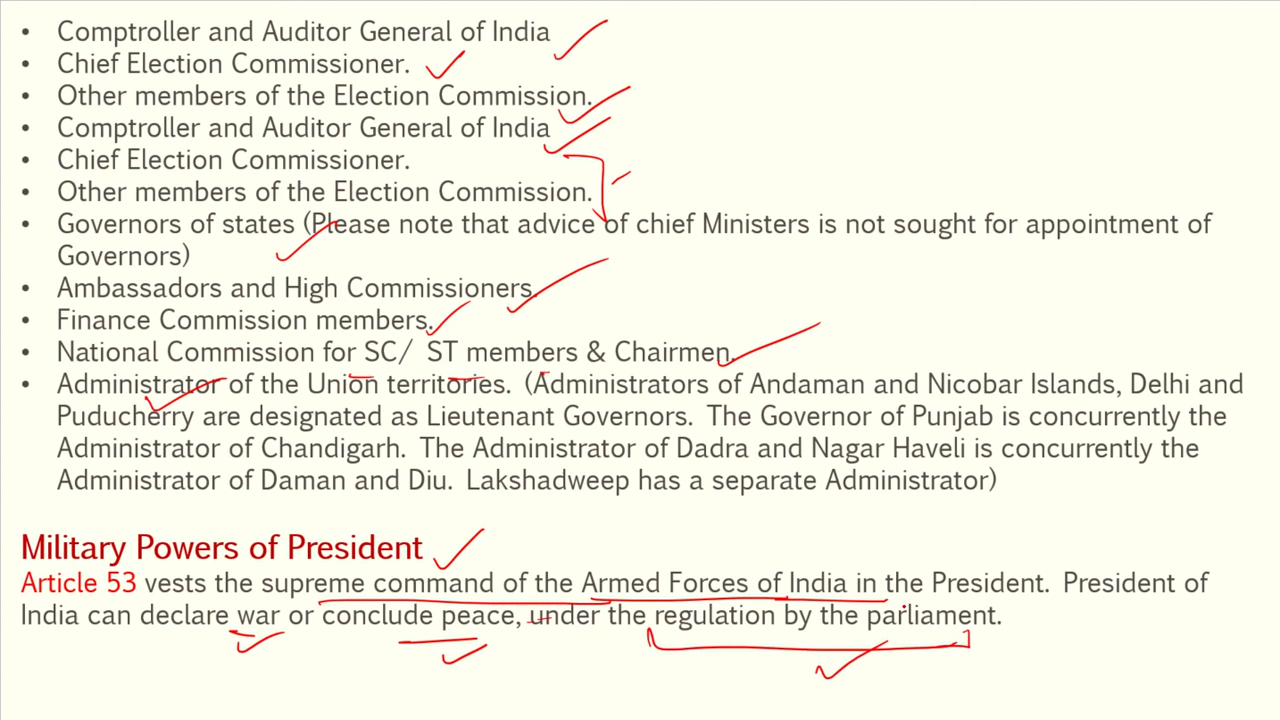 • Comptroller and Auditor General of India
• Chief Election Commissioner.
• Other members of the Election Commission.
• Comptroller and Auditor General of India
• Chief Election Commissioner.
• Other members of the Election Commission.
• Governors of states (Please note that advice of chief Ministers is not sought for appointment of
Governors)
• Ambassadors and High Commissioners.
• Finance Commission members.
• National Commission for SC/ ST members & Chairmen.
• Administrator of the Union territories. (Administrators of Andaman and Nicobar Islands, Delhi and
Puducherry are designated as Lieutenant Governors. The Governor of Punjab is concurrently the
Administrator of Chandigarh. The Administrator of Dadra and Nagar Haveli is concurrently the
Administrator of Daman and Diu. Lakshadweep has a separate Administrator)
Military Powers of President
Article 53 vests the supreme command of the Armed Forces of India in the President. President of
India can declare war or conclude peace, under the regulation by the parliament.